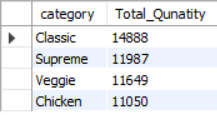 category Total_Qunatity
Classic 14888
Supreme 11987
Veggie 11649
Chicken 11050